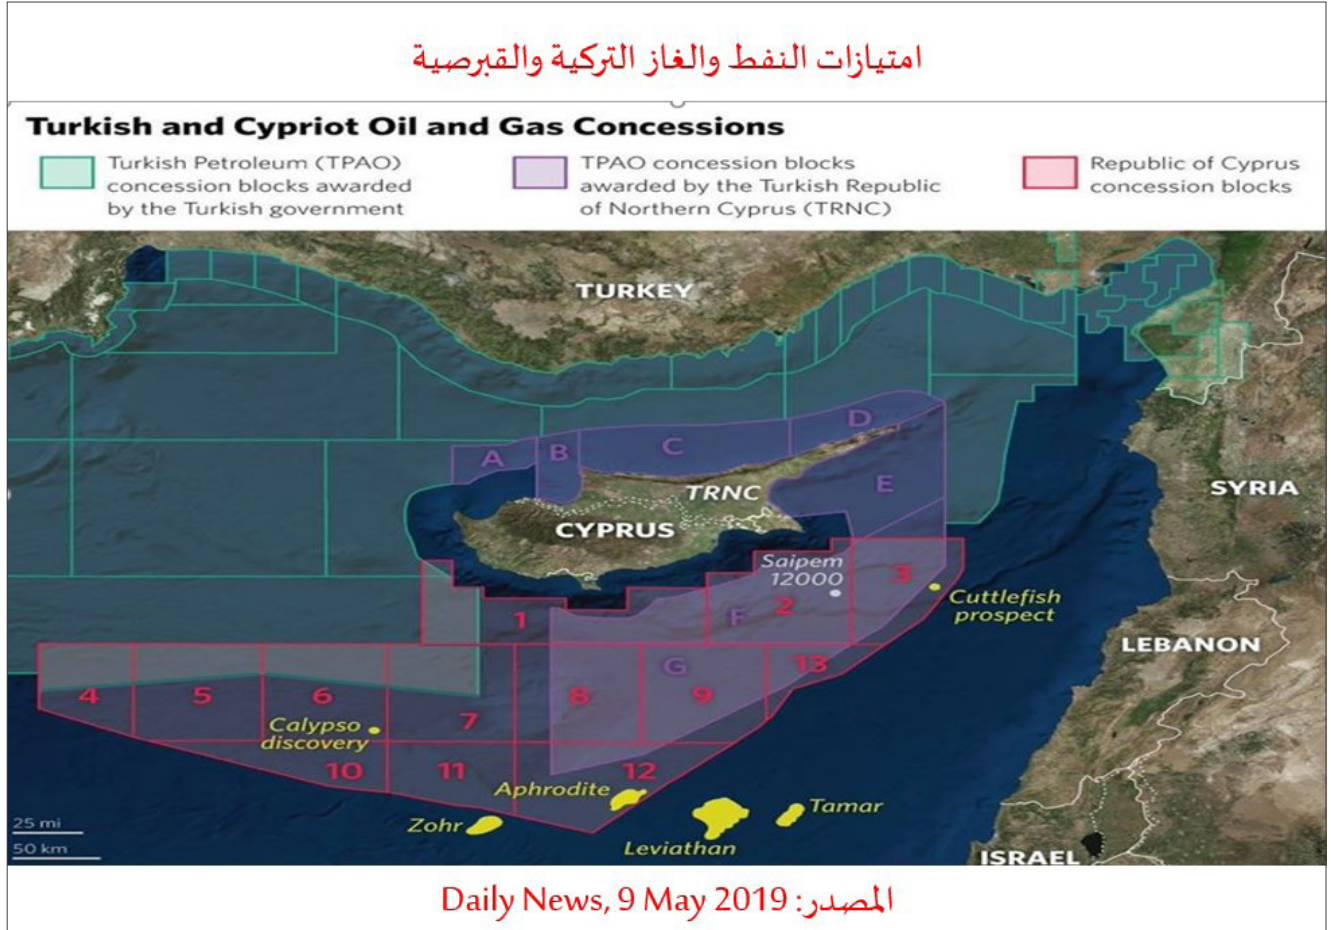 امتيازات النفط والغاز التركية والقبرصية
Turkish and Cypriot Oil and Gas Concessions
Turkish Petroleum (TPAO)
concession blocks awarded
by the Turkish government
TPAO concession blocks
awarded by the Turkish Republic
of Northern Cyprus (TRNC)
Republic of Cyprus
concession blocks
TURKEY
D
C
B
A
E
SYRIA
TRNC
CYPRUS
Saipem
12000
3
2
Cuttlefish
prospect
1
F
LEBANON
G
13
4
5
6
7
8
9
Calypso
discovery
10
11
12
Aphrodite
Zohr
Tamar
Leviathan
25 mi
50 km
ISRAEL
المصدر: Daily News, 9 May 2019